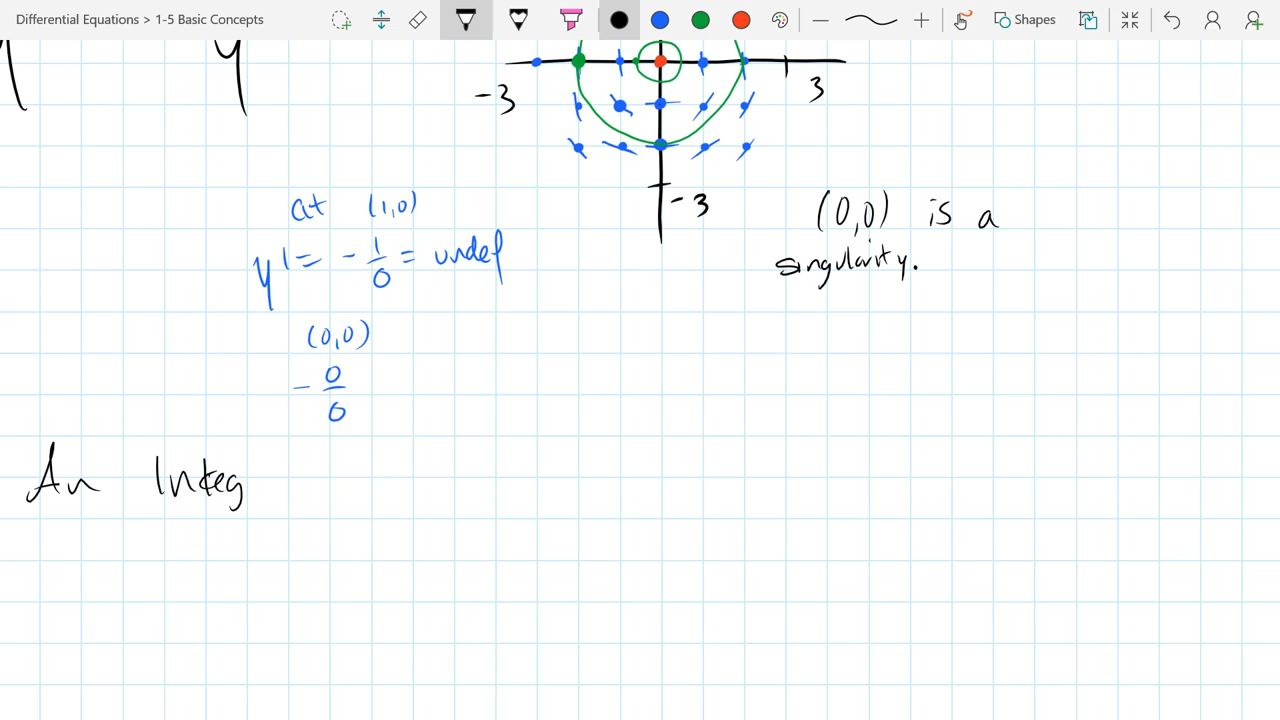 Differential Equations > 1-5 Basic Concepts
Shapes
y
-3
3
-3
at (1,0)
y' = - 1/0 = undef
(0,0)
- 0/0
(0,0) is a
singularity.
An Integ